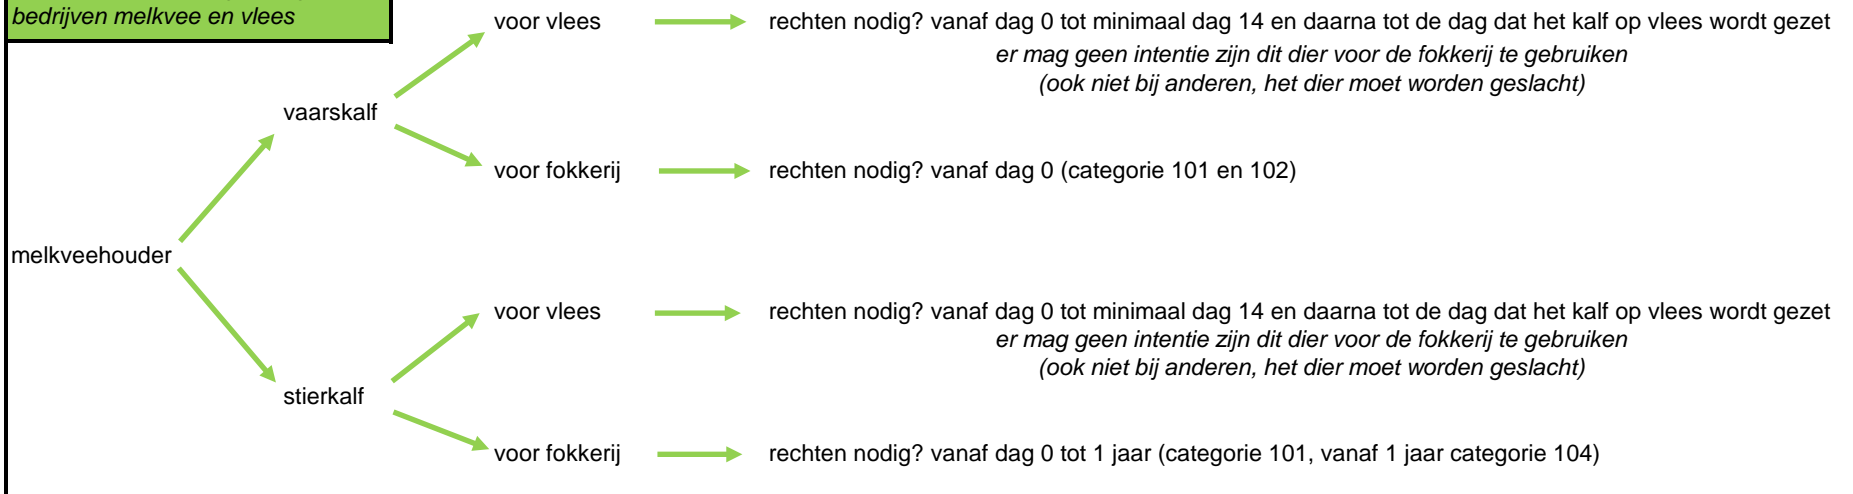 bedrijven melkvee en vlees
voor vlees rechten nodig? vanaf dag 0 tot minimaal dag 14 en daarna tot de dag dat het kalf op vlees wordt gezet
er mag geen intentie zijn dit dier voor de fokkerij te gebruiken
(ook niet bij anderen, het dier moet worden geslacht)
vaarskalf
voor fokkerij rechten nodig? vanaf dag 0 (categorie 101 en 102)
melkveehouder
voor vlees rechten nodig? vanaf dag 0 tot minimaal dag 14 en daarna tot de dag dat het kalf op vlees wordt gezet
er mag geen intentie zijn dit dier voor de fokkerij te gebruiken
(ook niet bij anderen, het dier moet worden geslacht)
stierkalf
voor fokkerij rechten nodig? vanaf dag 0 tot 1 jaar (categorie 101, vanaf 1 jaar categorie 104)